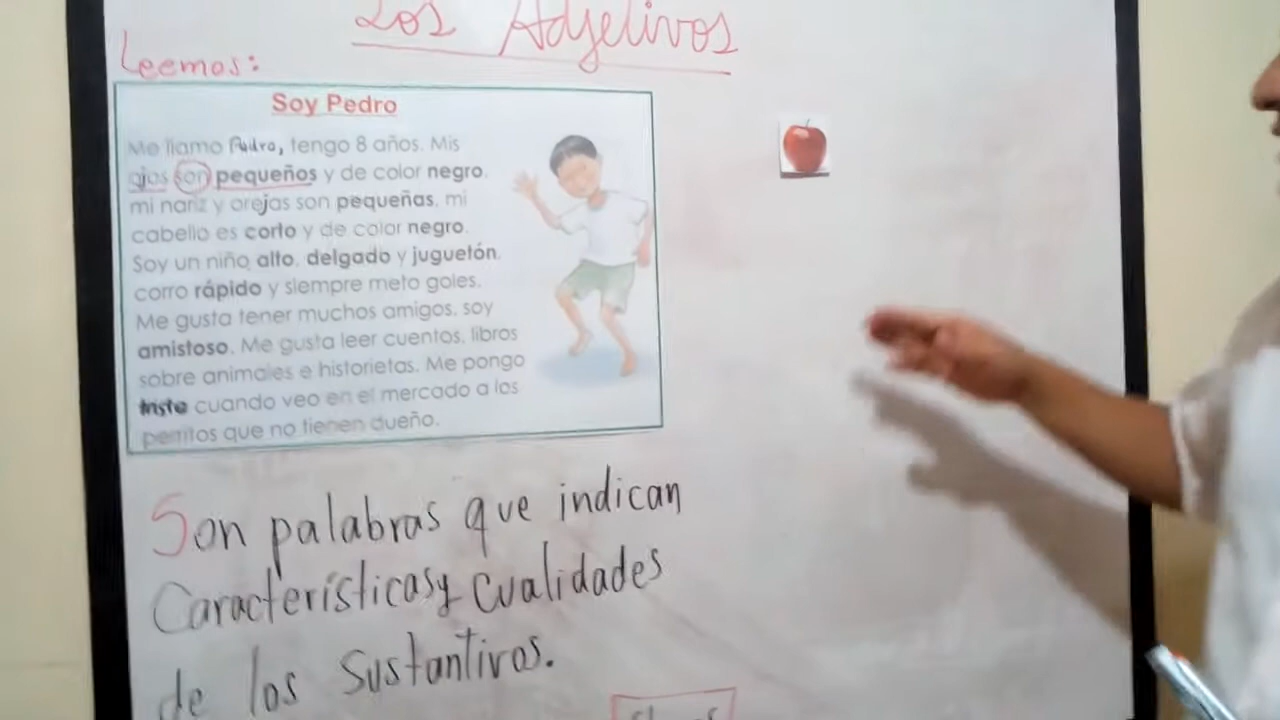 Los Adjetivos
Leemos:
Soy Pedro
Me llamo Pedro, tengo 8 años. Mis
ojos son pequeños y de color negro,
mi nariz y orejas son pequeñas, mi
cabello es corto y de color negro.
Soy un niño alto, delgado y juguetón,
corro rápido y siempre meto goles.
Me gusta tener muchos amigos, soy
amistoso. Me gusta leer cuentos, libros
sobre animales e historietas. Me pongo
triste cuando veo en el mercado a los
perritos que no tienen dueño.
Son palabras que indican
Características y cualidades
de los sustantivos.